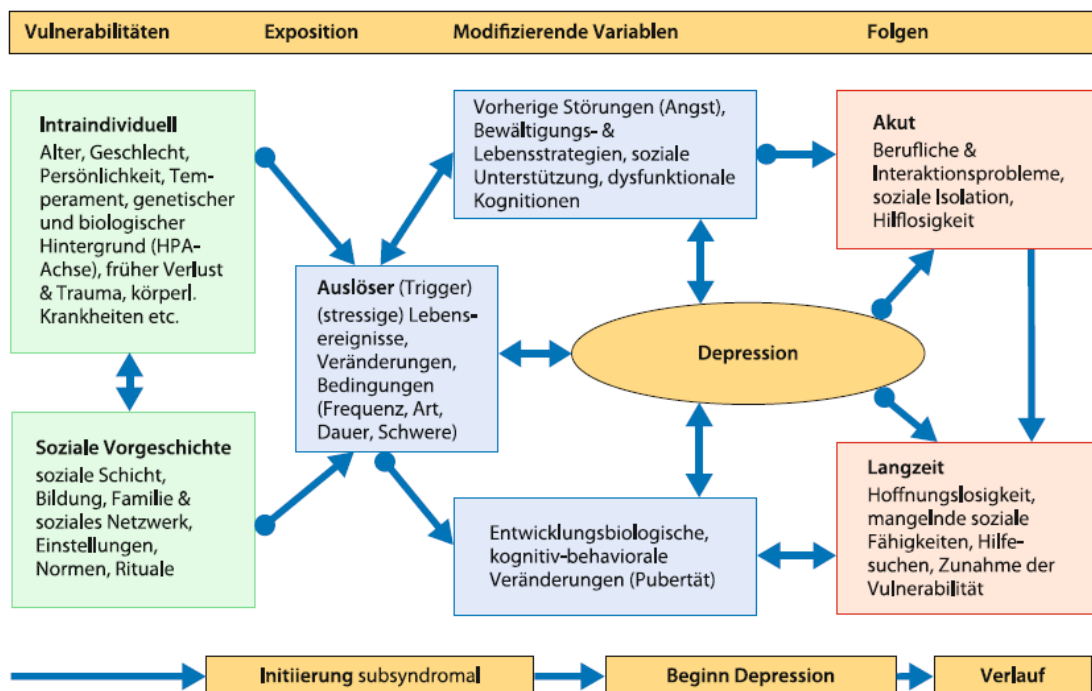 Vulnerabilitäten Exposition Modifizierende Variablen Folgen
Intraindividuell
Alter, Geschlecht,
Persönlichkeit, Tem-
perament, genetischer
und biologischer
Hintergrund (HPA-
Achse), früher Verlust
& Trauma, körperl.
Krankheiten etc.
Soziale Vorgeschichte
soziale Schicht,
Bildung, Familie &
soziales Netzwerk,
Einstellungen,
Normen, Rituale
Auslöser (Trigger)
(stressige) Lebens-
ereignisse,
Veränderungen,
Bedingungen
(Frequenz, Art,
Dauer, Schwere)
Vorherige Störungen (Angst),
Bewältigungs- &
Lebensstrategien, soziale
Unterstützung, dysfunktionale
Kognitionen
Depression
Entwicklungsbiologische,
kognitiv-behaviorale
Veränderungen (Pubertät)
Akut
Berufliche &
Interaktionsprobleme,
soziale Isolation,
Hilflosigkeit
Langzeit
Hoffnungslosigkeit,
mangelnde soziale
Fähigkeiten, Hilfe-
suchen, Zunahme der
Vulnerabilität
Initiierung subsyndromal Beginn Depression Verlauf